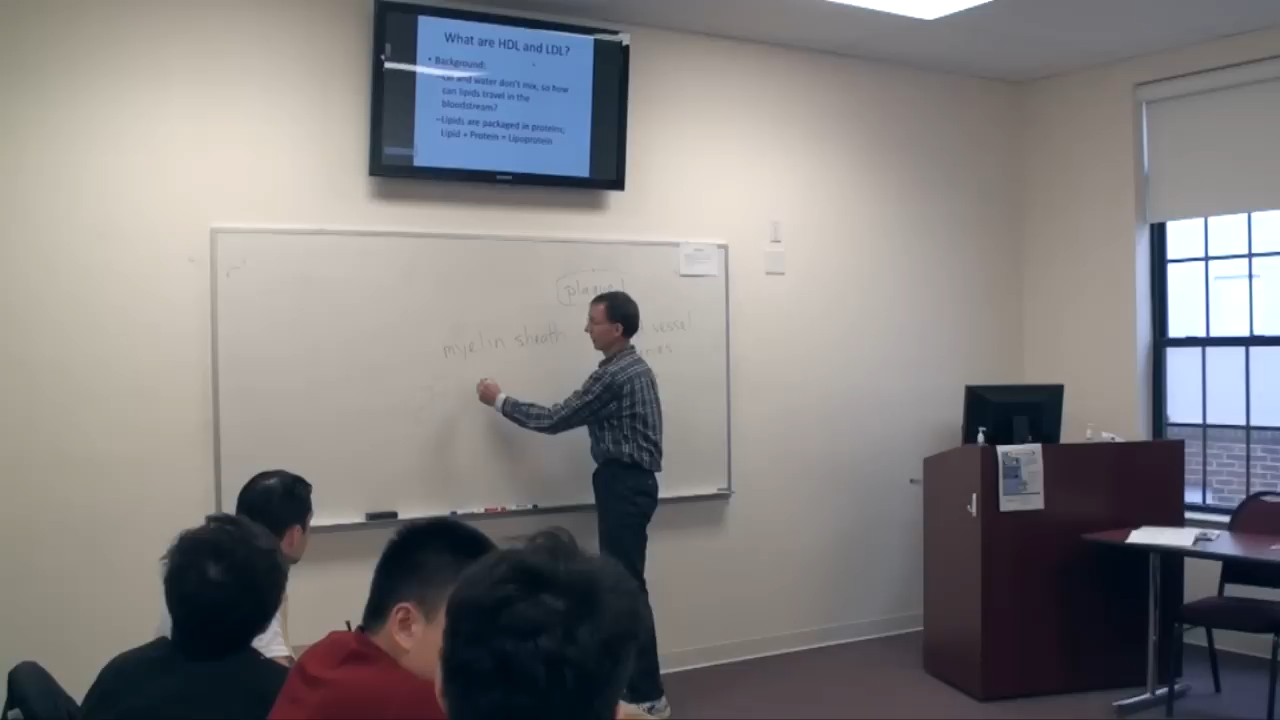 What are HDL and LDL?
• Background:
–Oil and water don't mix, so how
can lipids travel in the
bloodstream?
–Lipids are packaged in proteins;
Lipid + Protein = Lipoprotein
plaque
myelin sheath vessel